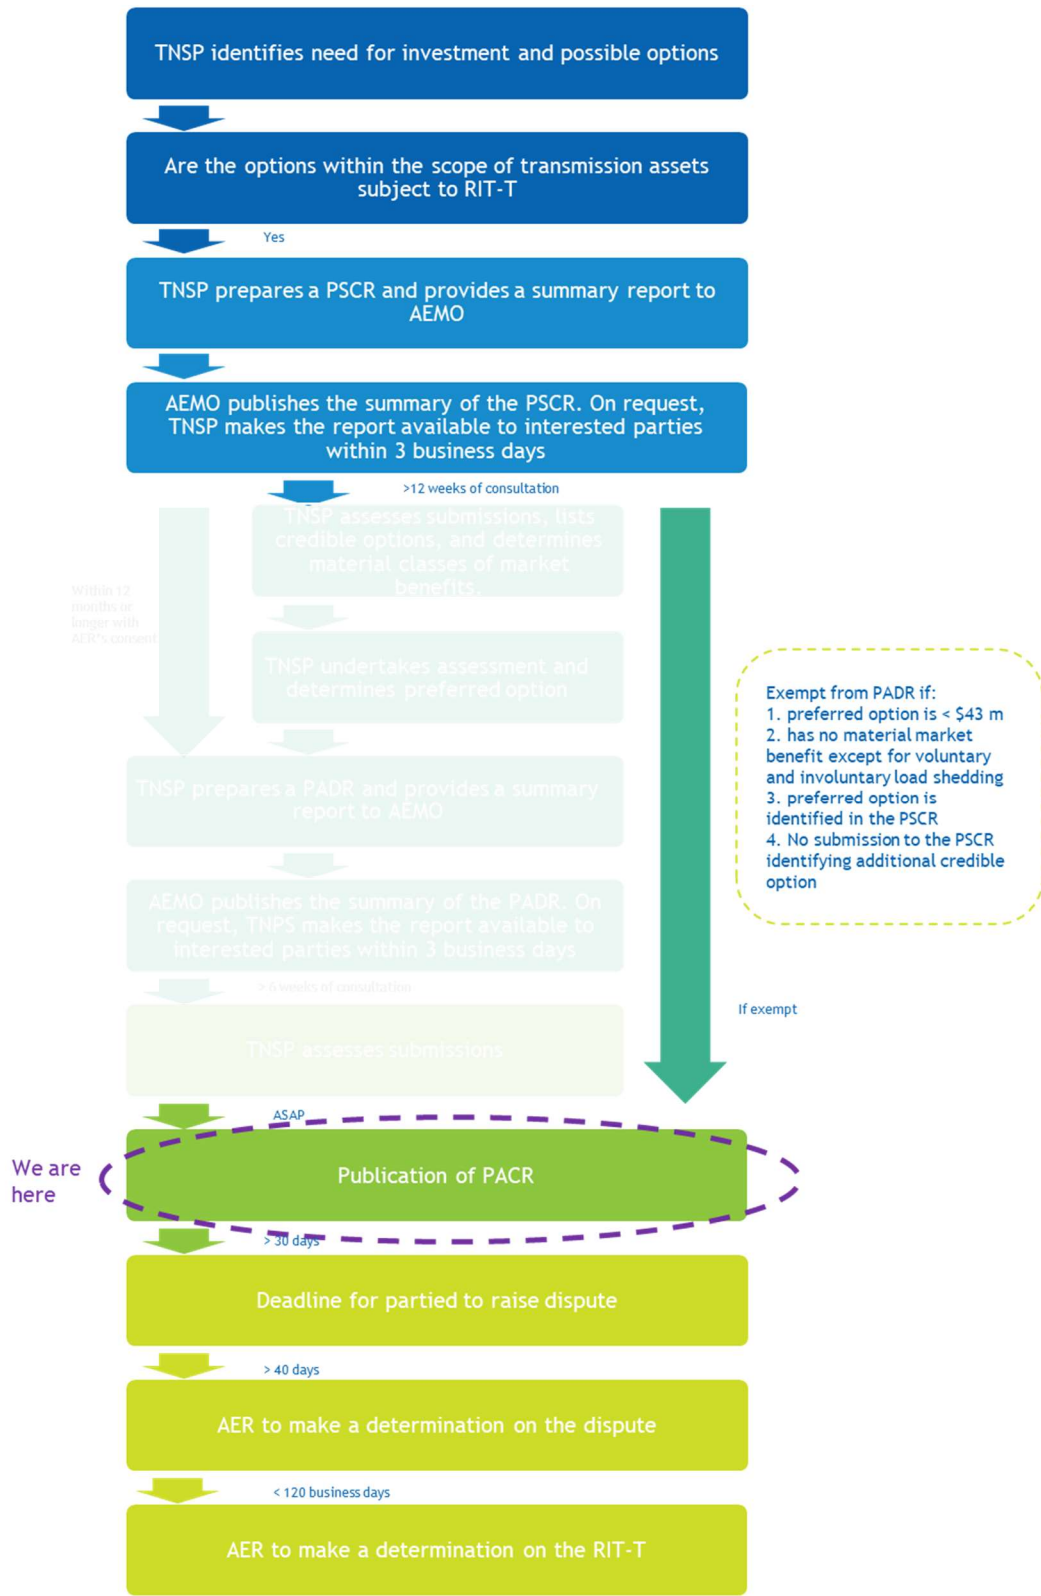 TNSP identifies need for investment and possible options
Are the options within the scope of transmission assets
subject to RIT-T
Yes
TNSP prepares a PSCR and provides a summary report to
AEMO
AEMO publishes the summary of the PSCR. On request,
TNSP makes the report available to interested parties
within 3 business days
>12 weeks of consultation
TNSP assesses submissions, lists
credible options, and determines
material classes of market
benefits.
Within 12
months or
longer with
AER's consent
TNSP undertakes assessment and
determines preferred option
Exempt from PADR if:
1. preferred option is < $43 m
2. has no material market
benefit except for voluntary
and involuntary load shedding
3. preferred option is
identified in the PSCR
4. No submission to the PSCR
identifying additional credible
option
TNSP prepares a PADR and provides a summary
report to AEMO
AEMO publishes the summary of the PADR. On
request, TNPS makes the report available to
interested parties within 3 business days
> 6 weeks of consultation
If exempt
TNSP assesses submissions
ASAP
We are
here
Publication of PACR
> 30 days
Deadline for partied to raise dispute
> 40 days
AER to make a determination on the dispute
< 120 business days
AER to make a determination on the RIT-T